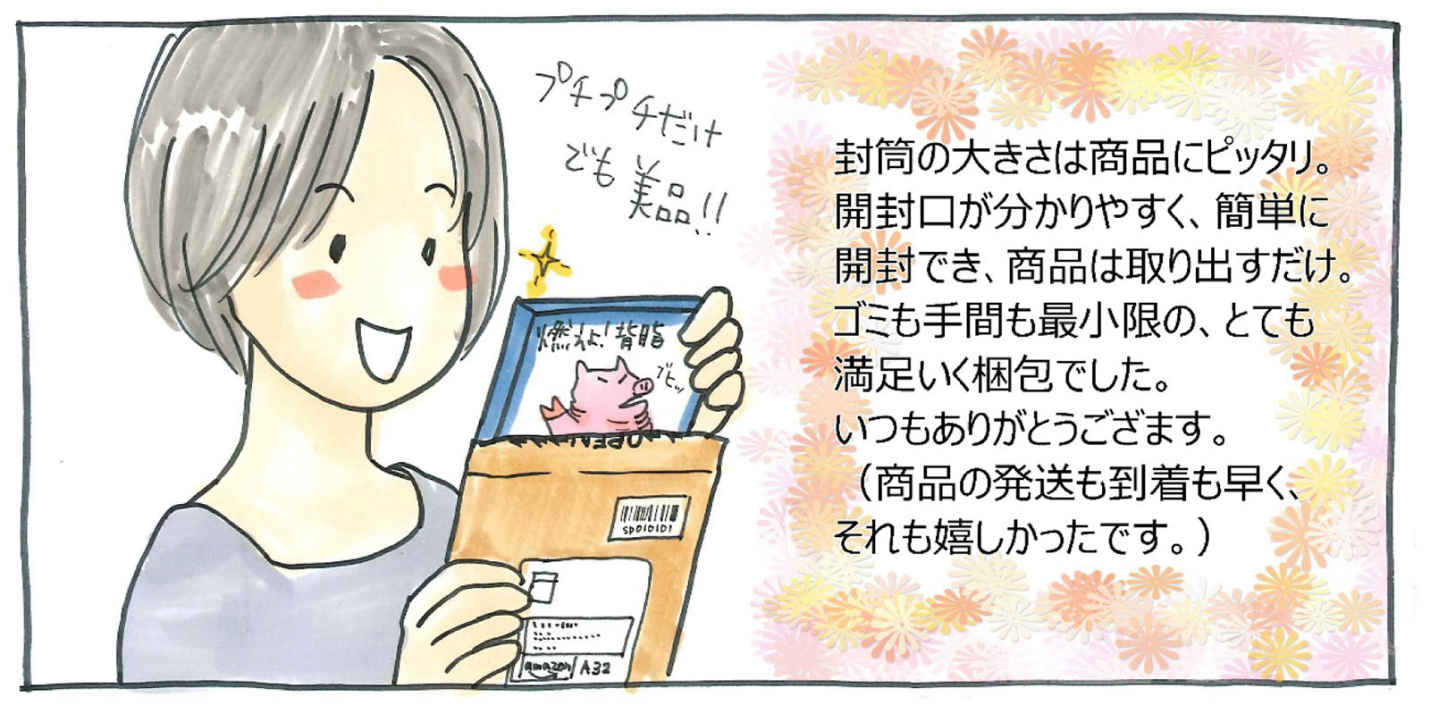 プチプチだけ
でも美品!!
燃えよ!背脂
ブヒッ
OPEN
SD010101
amazon A32
封筒の大きさは商品にピッタリ。
開封口が分かりやすく、簡単に
開封でき、商品は取り出すだけ。
ゴミも手間も最小限の、とても
満足いく梱包でした。
いつもありがとうござます。
（商品の発送も到着も早く、
それも嬉しかったです。）